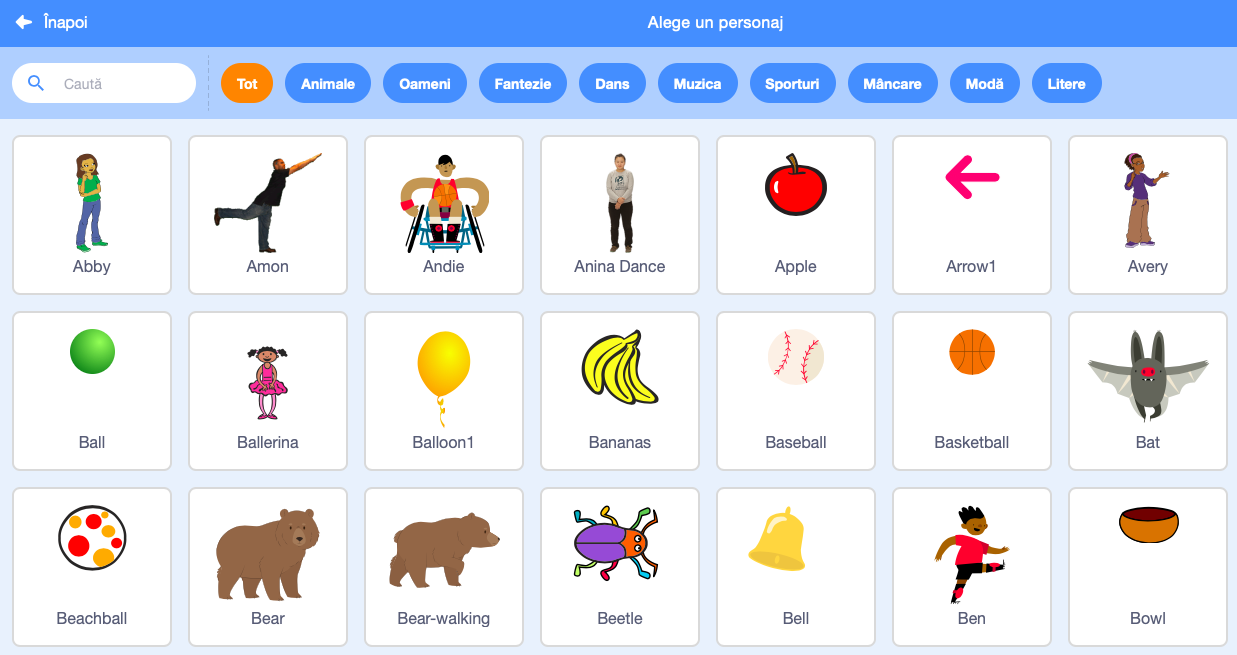 Înapoi
Alege un personaj
Caută
Tot
Animale
Oameni
Fantezie
Dans
Muzica
Sporturi
Mâncare
Modă
Litere
Abby
Amon
Andie
Anina Dance
Apple
Arrow1
Avery
Ball
Ballerina
Balloon1
Bananas
Baseball
Basketball
Bat
Beachball
Bear
Bear-walking
Beetle
Bell
Ben
Bowl